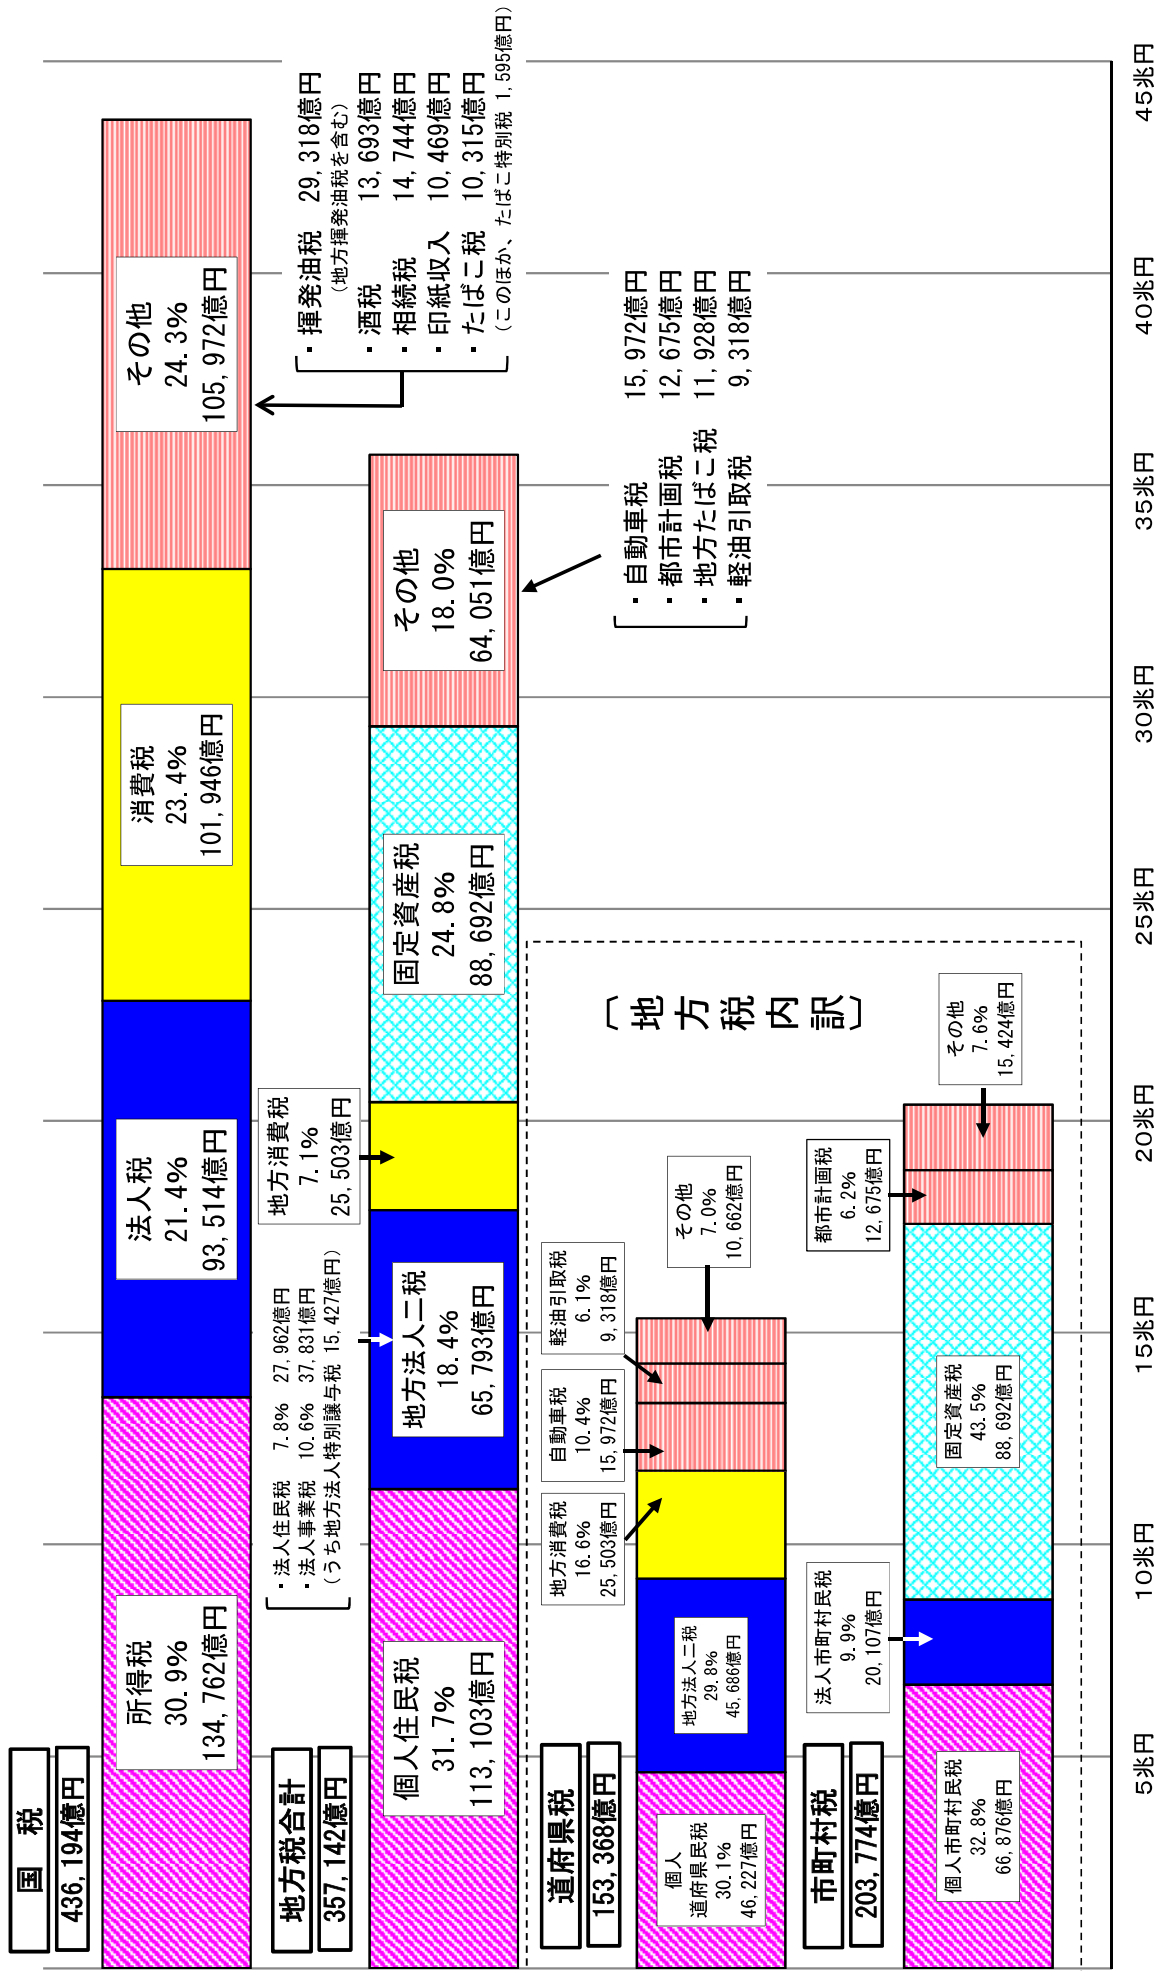 国　税
436,194億円
所得税
30.9%
134,762億円
法人税
21.4%
93,514億円
消費税
23.4%
101,946億円
その他
24.3%
105,972億円
・揮発油税 29,318億円
(地方揮発油税を含む)
・酒税 13,693億円
・相続税 14,744億円
・印紙収入 10,469億円
・たばこ税 10,315億円
(このほか、たばこ特別税 1,595億円)
地方税合計
357,142億円
・法人住民税 7.8% 27,962億円
・法人事業税 10.6% 37,831億円
(うち地方法人特別譲与税 15,427億円)
地方消費税
7.1%
25,503億円
個人住民税
31.7%
113,103億円
地方法人二税
18.4%
65,793億円
固定資産税
24.8%
88,692億円
その他
18.0%
64,051億円
・自動車税 15,972億円
・都市計画税 12,675億円
・地方たばこ税 11,928億円
・軽油引取税 9,318億円
〔地方税内訳〕
道府県税
153,368億円
地方消費税
16.6%
25,503億円
自動車税
10.4%
15,972億円
軽油引取税
6.1%
9,318億円
個人
道府県民税
30.1%
46,227億円
地方法人二税
29.8%
45,686億円
その他
7.0%
10,662億円
市町村税
203,774億円
法人市町村民税
9.9%
20,107億円
都市計画税
6.2%
12,675億円
個人市町村民税
32.8%
66,876億円
固定資産税
43.5%
88,692億円
その他
7.6%
15,424億円
5兆円
10兆円
15兆円
20兆円
25兆円
30兆円
35兆円
40兆円
45兆円